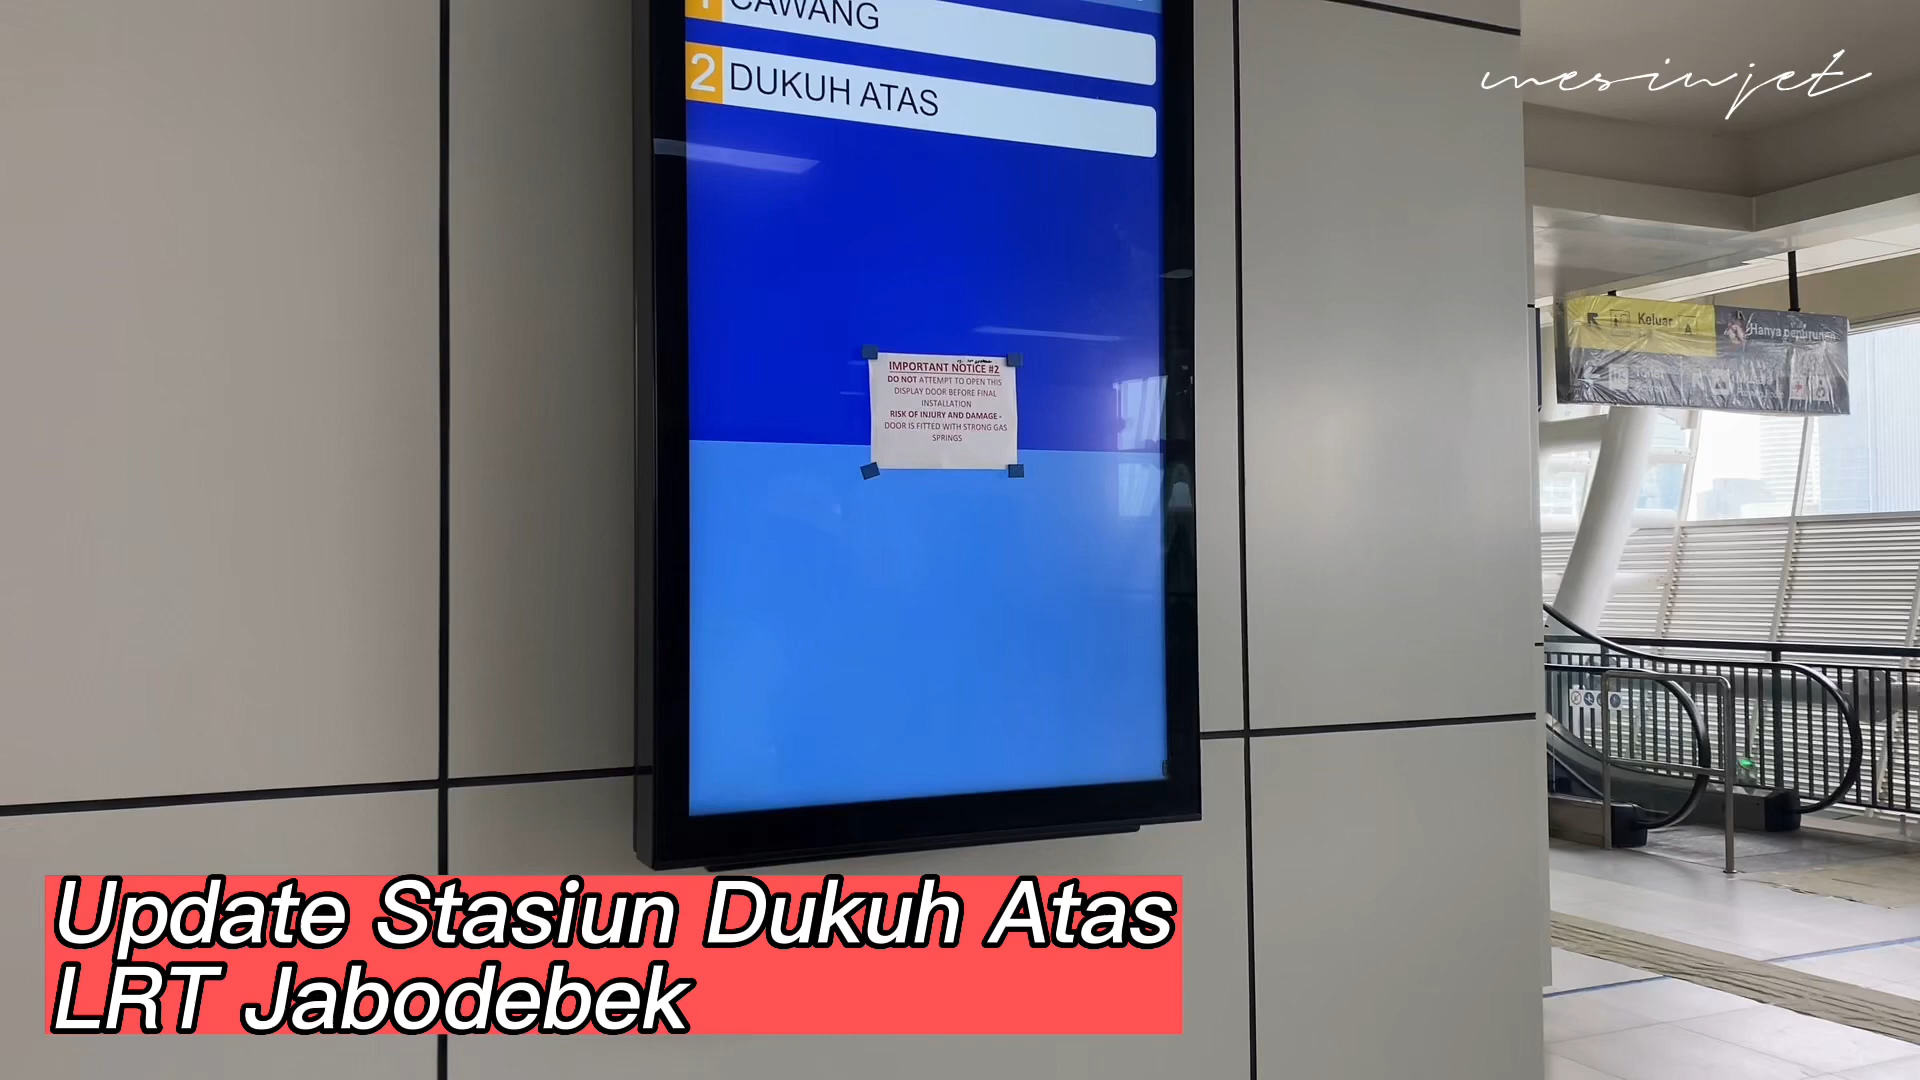 1 CAWANG
2 DUKUH ATAS
mesinjet
IMPORTANT NOTICE #2
DO NOT ATTEMPT TO OPEN THIS
DISPLAY DOOR BEFORE FINAL
INSTALLATION
RISK OF INJURY AND DAMAGE -
DOOR IS FITTED WITH STRONG GAS
SPRINGS
Keluar
Hanya penurunan
Toilet
Update Stasiun Dukuh Atas
LRT Jabodebek